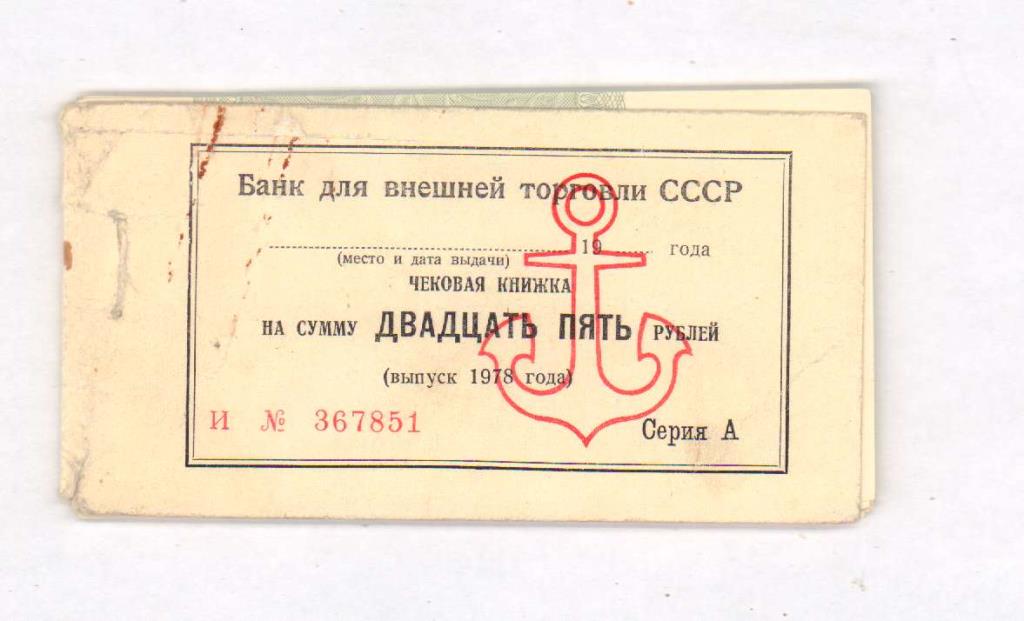 Банк для внешней торговли СССР
19 года
(место и дата выдачи)
ЧЕКОВАЯ КНИЖКА
НА СУММУ ДВАДЦАТЬ ПЯТЬ РУБЛЕЙ
(выпуск 1978 года)
И № 367851
Серия А